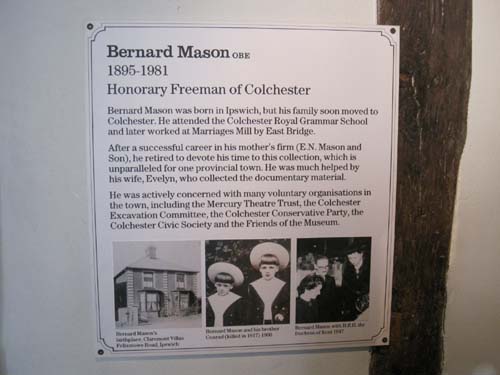 Bernard Mason OBE
1895-1981
Honorary Freeman of Colchester
Bernard Mason was born in Ipswich, but his family soon moved to
Colchester. He attended the Colchester Royal Grammar School
and later worked at Marriages Mill by East Bridge.
After a successful career in his mother's firm (E.N. Mason and
Son), he retired to devote his time to this collection, which is
unparalleled for one provincial town. He was much helped by
his wife, Evelyn, who collected the documentary material.
He was actively concerned with many voluntary organisations in
the town, including the Mercury Theatre Trust, the Colchester
Excavation Committee, the Colchester Conservative Party, the
Colchester Civic Society and the Friends of the Museum.
Bernard Mason's
birthplace, Claremont Villas
Felixstowe Road, Ipswich
Bernard Mason and his brother
Conrad (killed in 1917) 1900
Bernard Mason with H.R.H. the
Duchess of Kent 1947